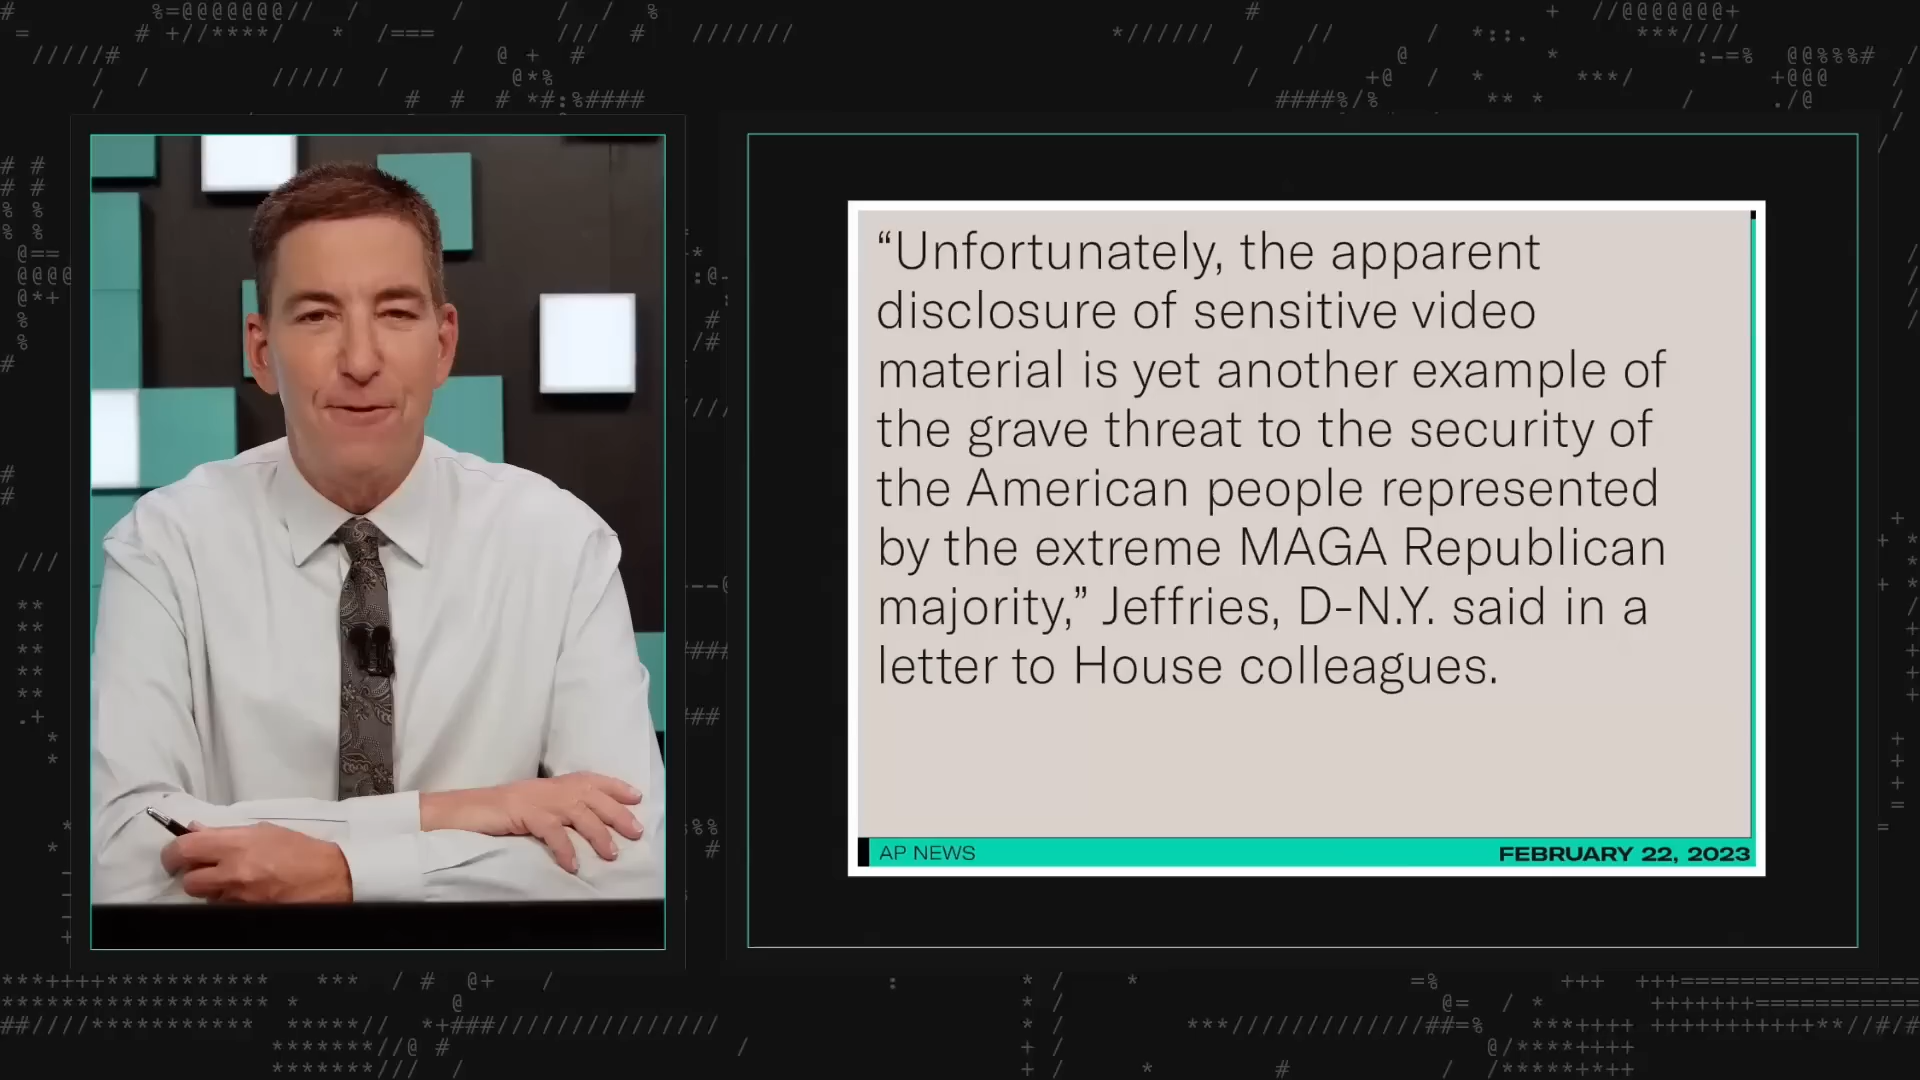 “Unfortunately, the apparent
disclosure of sensitive video
material is yet another example of
the grave threat to the security of
the American people represented
by the extreme MAGA Republican
majority,” Jeffries, D-N.Y. said in a
letter to House colleagues.
AP NEWS
FEBRUARY 22, 2023